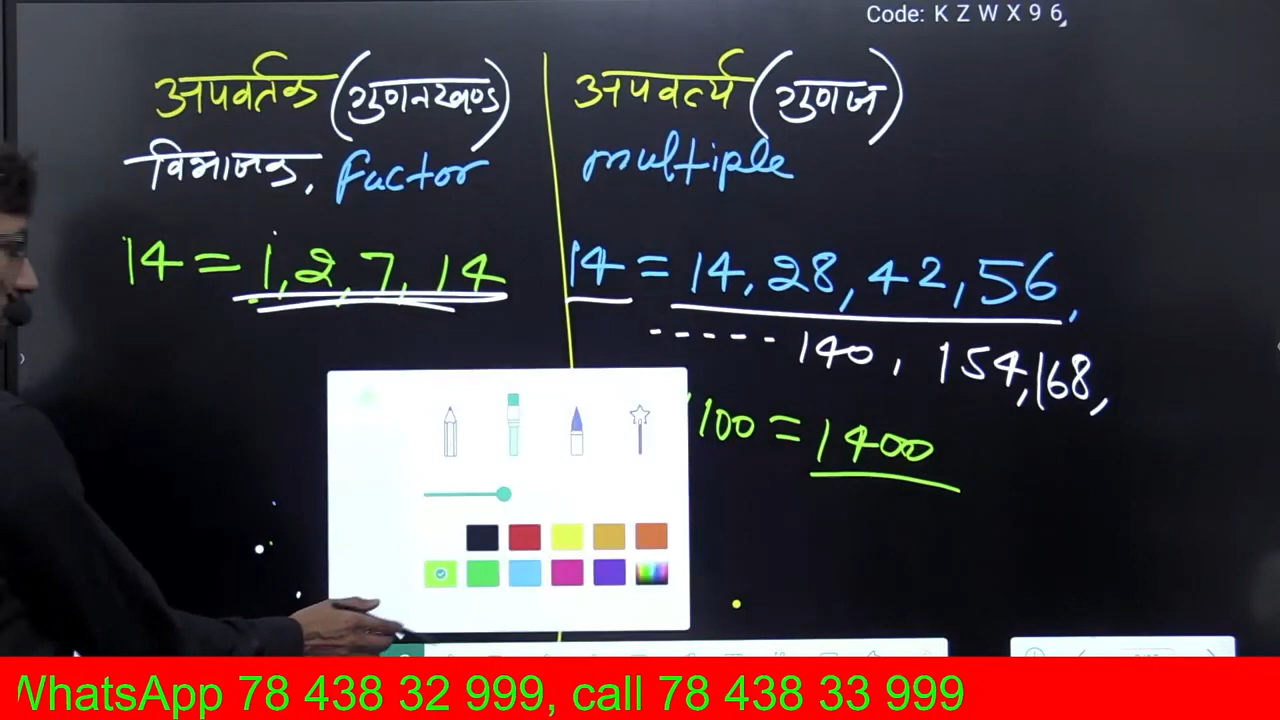 Code: K Z W X 9 6
अपवर्तक (गुणनखण्ड)
विभाजक, factor
14 = 1, 2, 7, 14
अपवर्त्य (गुणज)
multiple
14 = 14, 28, 42, 56,
----- 140, 154, 168,
100 = 1400
WhatsApp 78 438 32 999, call 78 438 33 999